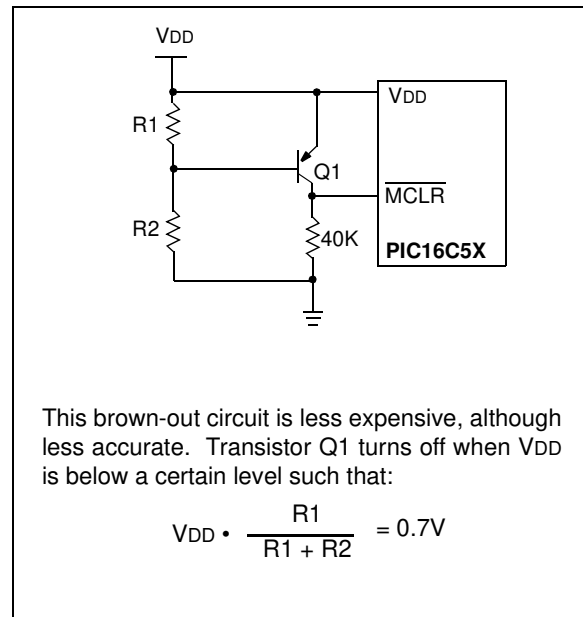 VDD
VDD
R1
Q1
MCLR
R2
40K
PIC16C5X
This brown-out circuit is less expensive, although
less accurate. Transistor Q1 turns off when VDD
is below a certain level such that:
VDD • R1 / R1 + R2 = 0.7V